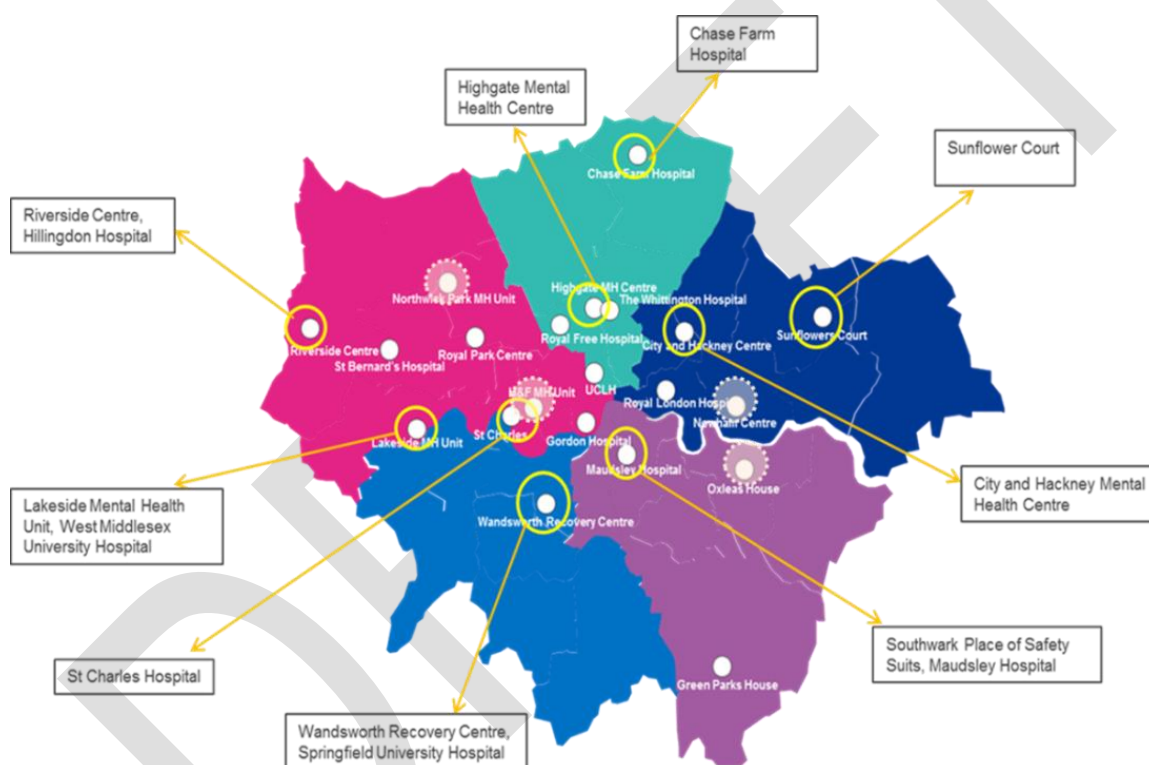 Chase Farm
Hospital
Highgate Mental
Health Centre
Sunflower Court
Riverside Centre,
Hillingdon Hospital
Chase Farm Hospital
Northwick Park MH Unit
Highgate MH Centre
The Whittington Hospital
Riverside Centre
Royal Park Centre
Royal Free Hospital
City and Hackney Centre
Sunflowers Court
St Bernard's Hospital
UCLH
H&F MH Unit
Royal London Hospital
Newham Centre
Lakeside MH Unit
St Charles
Gordon Hospital
Maudsley Hospital
Oxleas House
Wandsworth Recovery Centre
Green Parks House
Lakeside Mental Health
Unit, West Middlesex
University Hospital
City and Hackney Mental
Health Centre
St Charles Hospital
Southwark Place of Safety
Suits, Maudsley Hospital
Wandsworth Recovery Centre,
Springfield University Hospital
DRAFT